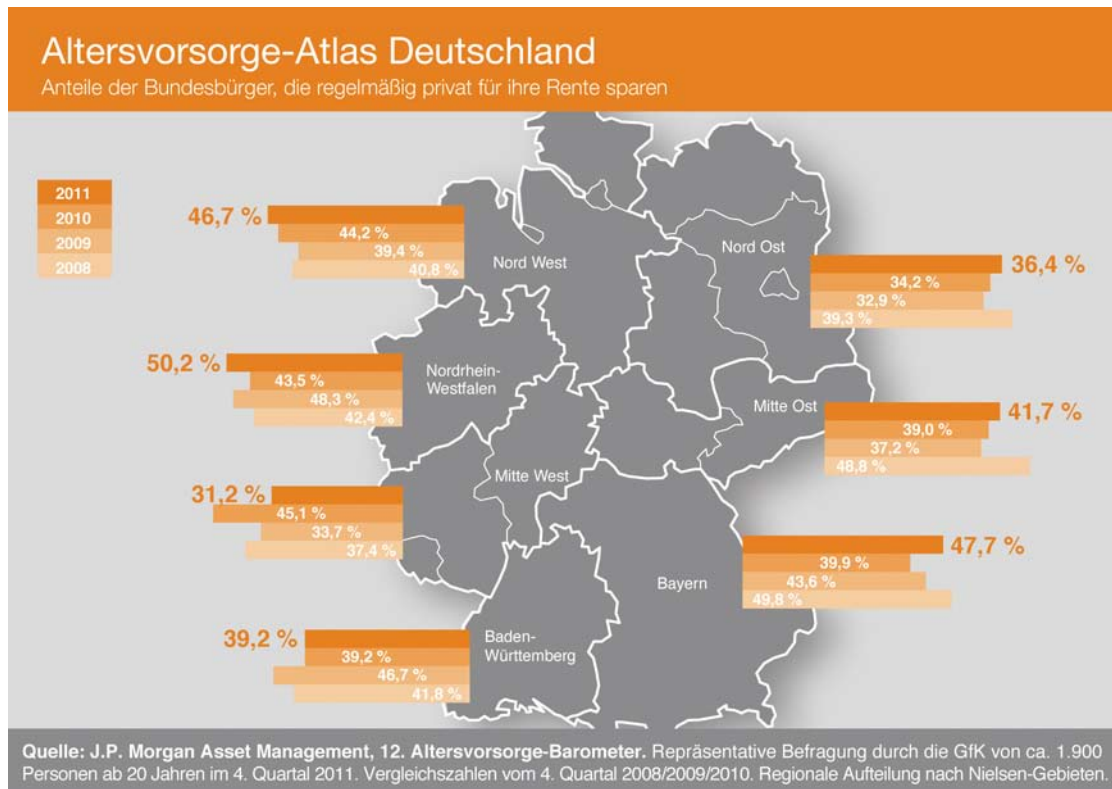 Altersvorsorge-Atlas Deutschland
Anteile der Bundesbürger, die regelmäßig privat für ihre Rente sparen
2011
2010
2009
2008
46,7 %
44,2 %
39,4 %
40,8 %
Nord West
Nord Ost
36,4 %
34,2 %
32,9 %
39,3 %
50,2 %
43,5 %
48,3 %
42,4 %
Nordrhein-
Westfalen
Mitte Ost
41,7 %
39,0 %
37,2 %
48,8 %
31,2 %
45,1 %
33,7 %
37,4 %
Mitte West
Bayern
47,7 %
39,9 %
43,6 %
49,8 %
39,2 %
39,2 %
46,7 %
41,8 %
Baden-
Württemberg
Quelle: J.P. Morgan Asset Management, 12. Altersvorsorge-Barometer. Repräsentative Befragung durch die GfK von ca. 1.900
Personen ab 20 Jahren im 4. Quartal 2011. Vergleichszahlen vom 4. Quartal 2008/2009/2010. Regionale Aufteilung nach Nielsen-Gebieten.